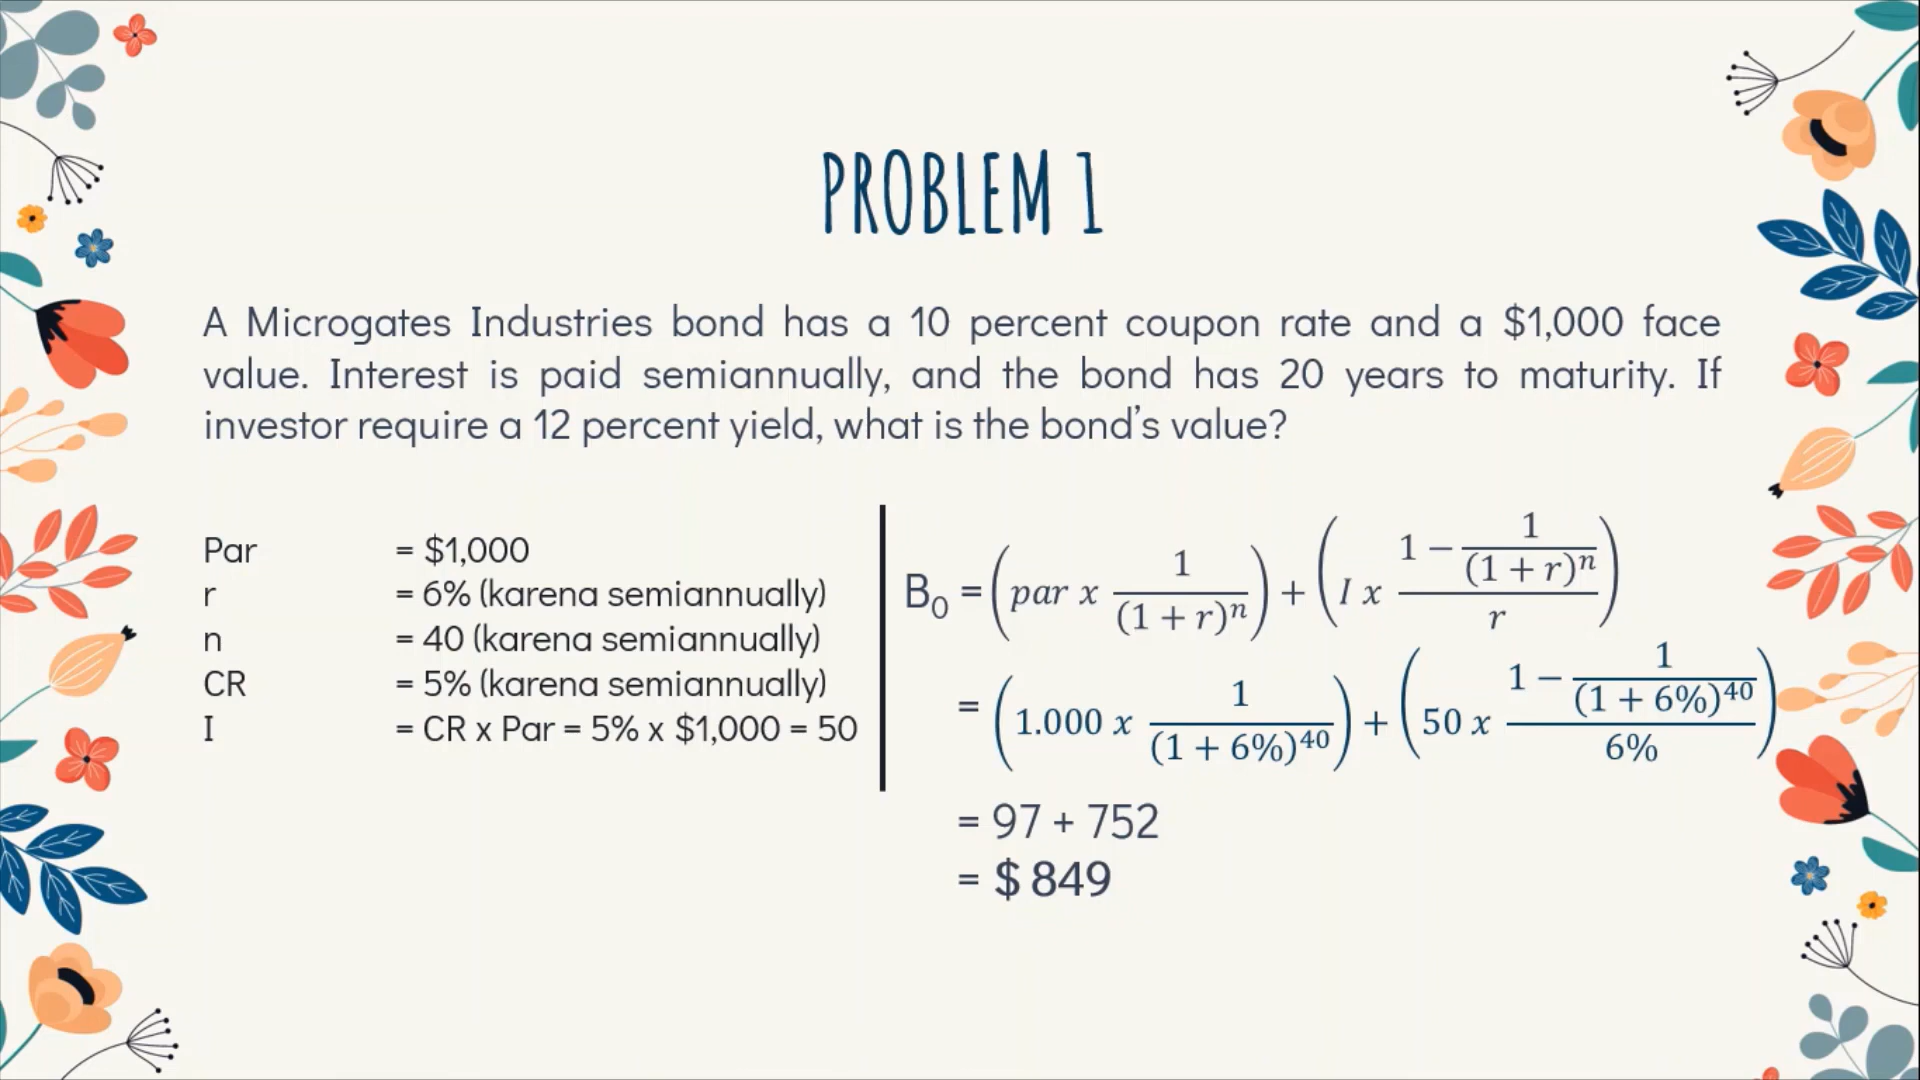 PROBLEM 1
A Microgates Industries bond has a 10 percent coupon rate and a $1,000 face
value. Interest is paid semiannually, and the bond has 20 years to maturity. If
investor require a 12 percent yield, what is the bond’s value?
Par = $1,000
r = 6% (karena semiannually)
n = 40 (karena semiannually)
CR = 5% (karena semiannually)
I = CR x Par = 5% x $1,000 = 50
B₀ = (par x 1/(1 + r)ⁿ) + (I x (1 − 1/(1 + r)ⁿ)/r)
= (1.000 x 1/(1 + 6%)⁴⁰) + (50 x (1 − 1/(1 + 6%)⁴⁰)/6%)
= 97 + 752
= $ 849